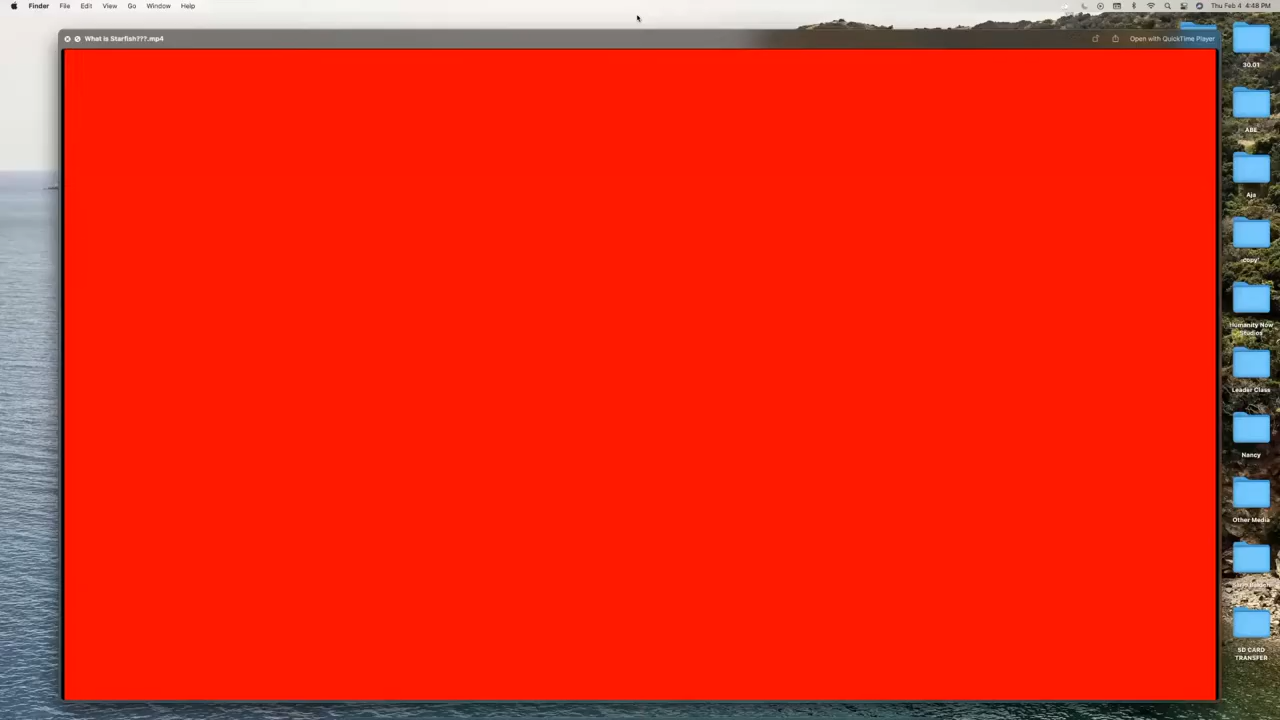 Finder File Edit View Go Window Help Thu Feb 4 4:48 PM
What is Starfish???.mp4 Open with QuickTime Player
30.01
ABE
Aja
copy!
Humanity Now
Studios
Leader Class
Nancy
Other Media
SD CARD
TRANSFER